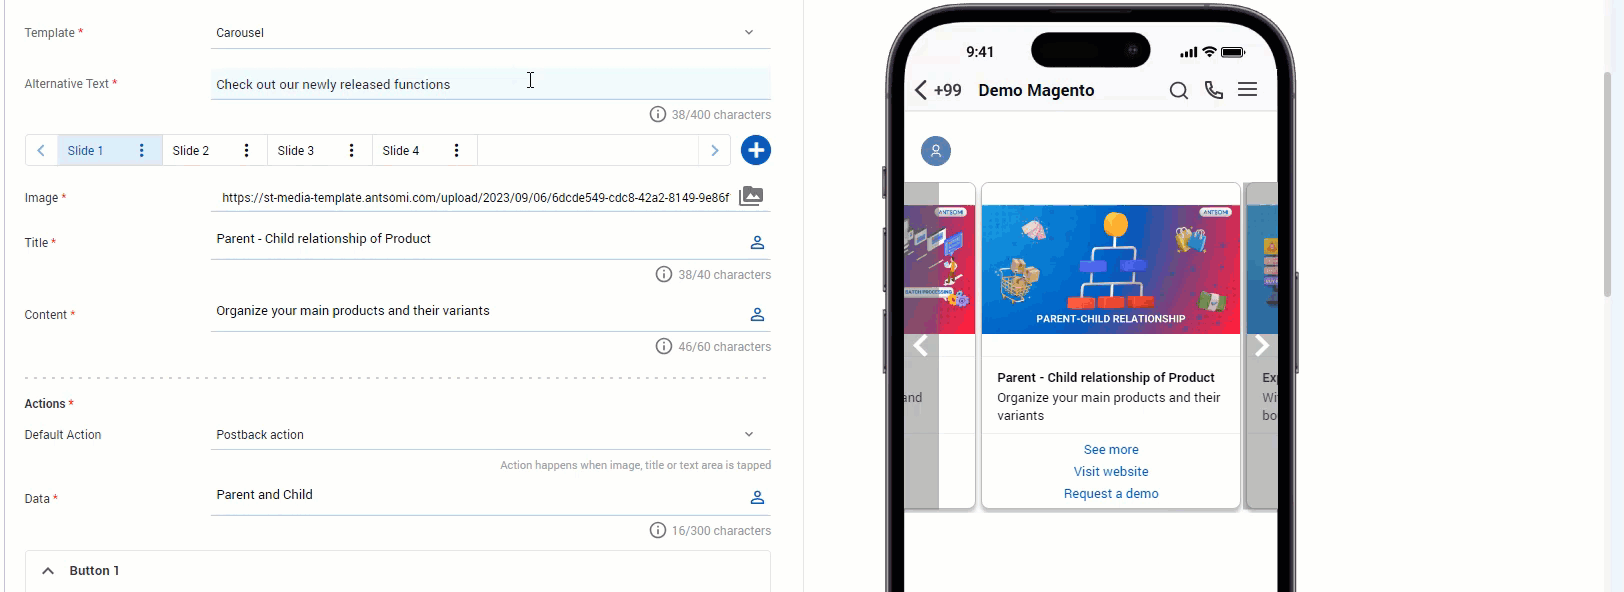 Template *
Carousel
Alternative Text *
Check out our newly released functions
38/400 characters
Slide 1
Slide 2
Slide 3
Slide 4
Image *
https://st-media-template.antsomi.com/upload/2023/09/06/6dcde549-cdc8-42a2-8149-9e86f
Title *
Parent - Child relationship of Product
38/40 characters
Content *
Organize your main products and their variants
46/60 characters
Actions *
Default Action
Postback action
Action happens when image, title or text area is tapped
Data *
Parent and Child
16/300 characters
Button 1
9:41
+99
Demo Magento
ANTSOMI
BATCH PROCESSING
and
ANTSOMI
PARENT-CHILD RELATIONSHIP
Parent - Child relationship of Product
Organize your main products and their
variants
See more
Visit website
Request a demo